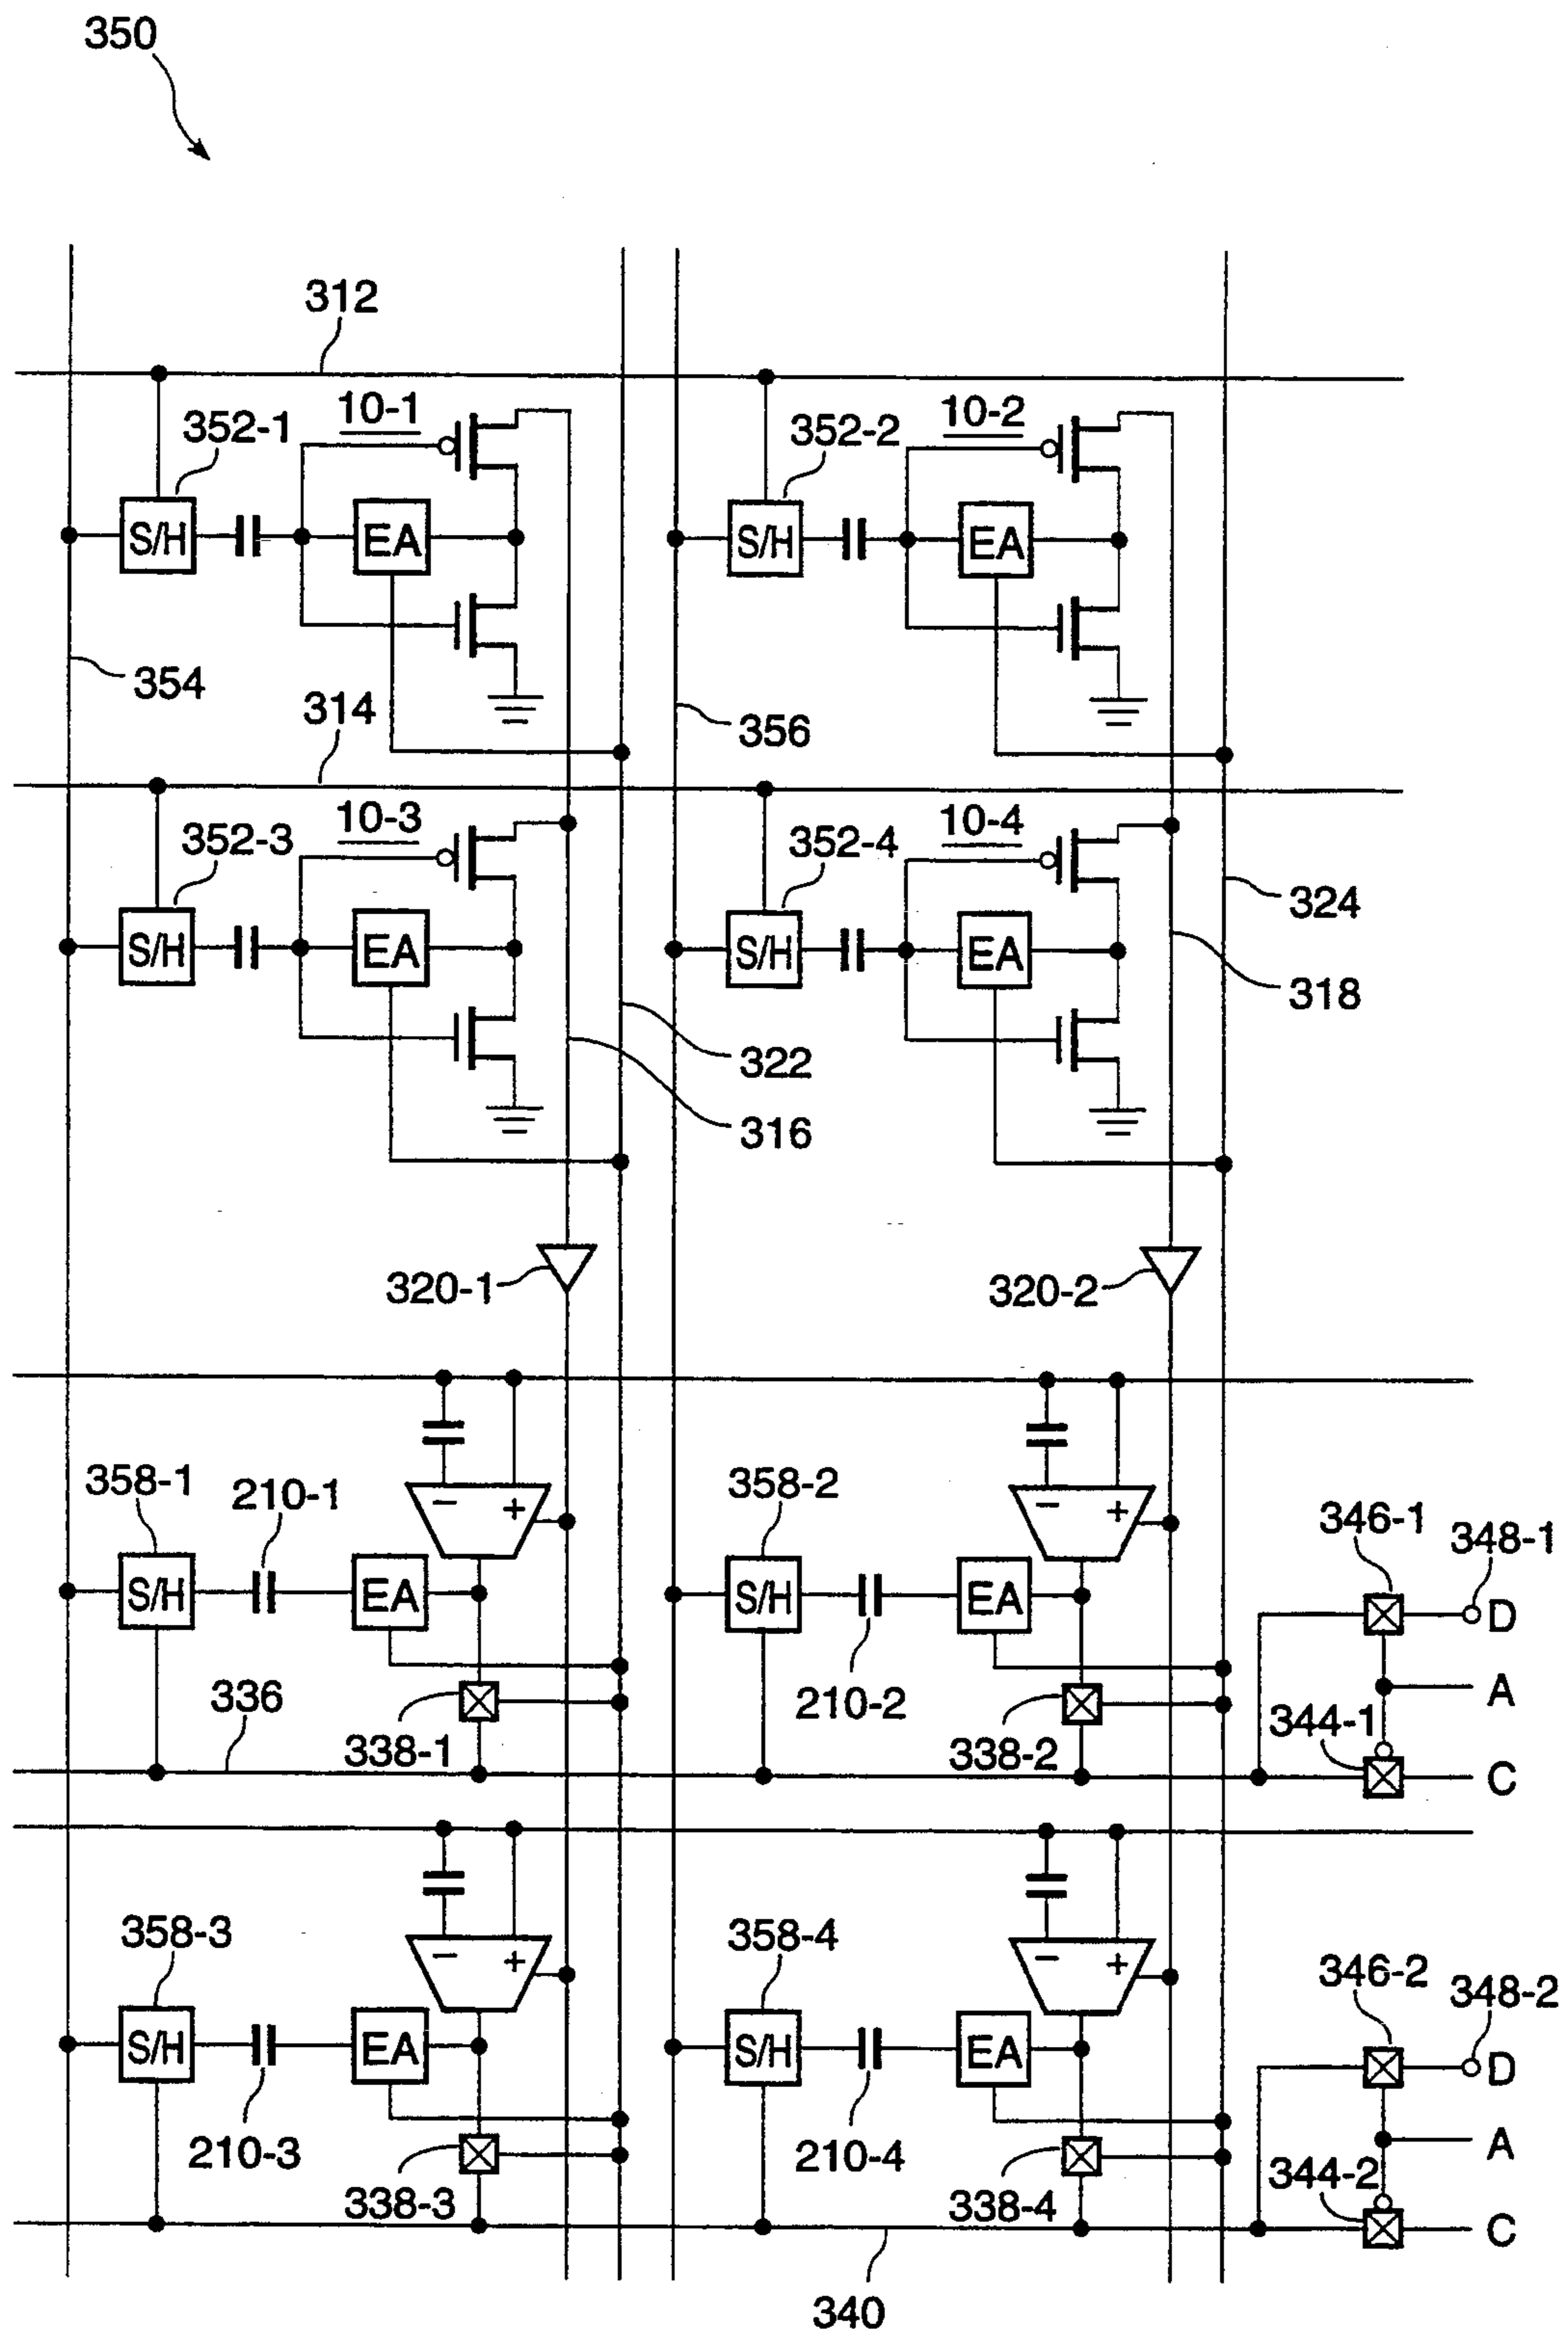 350
312
352-1
10-1
352-2
10-2
S/H
EA
S/H
EA
354
314
356
352-3
10-3
352-4
10-4
S/H
EA
S/H
EA
324
318
322
316
320-1
320-2
358-1
210-1
− +
358-2
− +
346-1
348-1
S/H
EA
S/H
EA
D
336
210-2
A
344-1
338-1
338-2
C
358-3
− +
358-4
− +
346-2
348-2
S/H
EA
S/H
EA
D
210-3
210-4
A
344-2
338-3
338-4
C
340